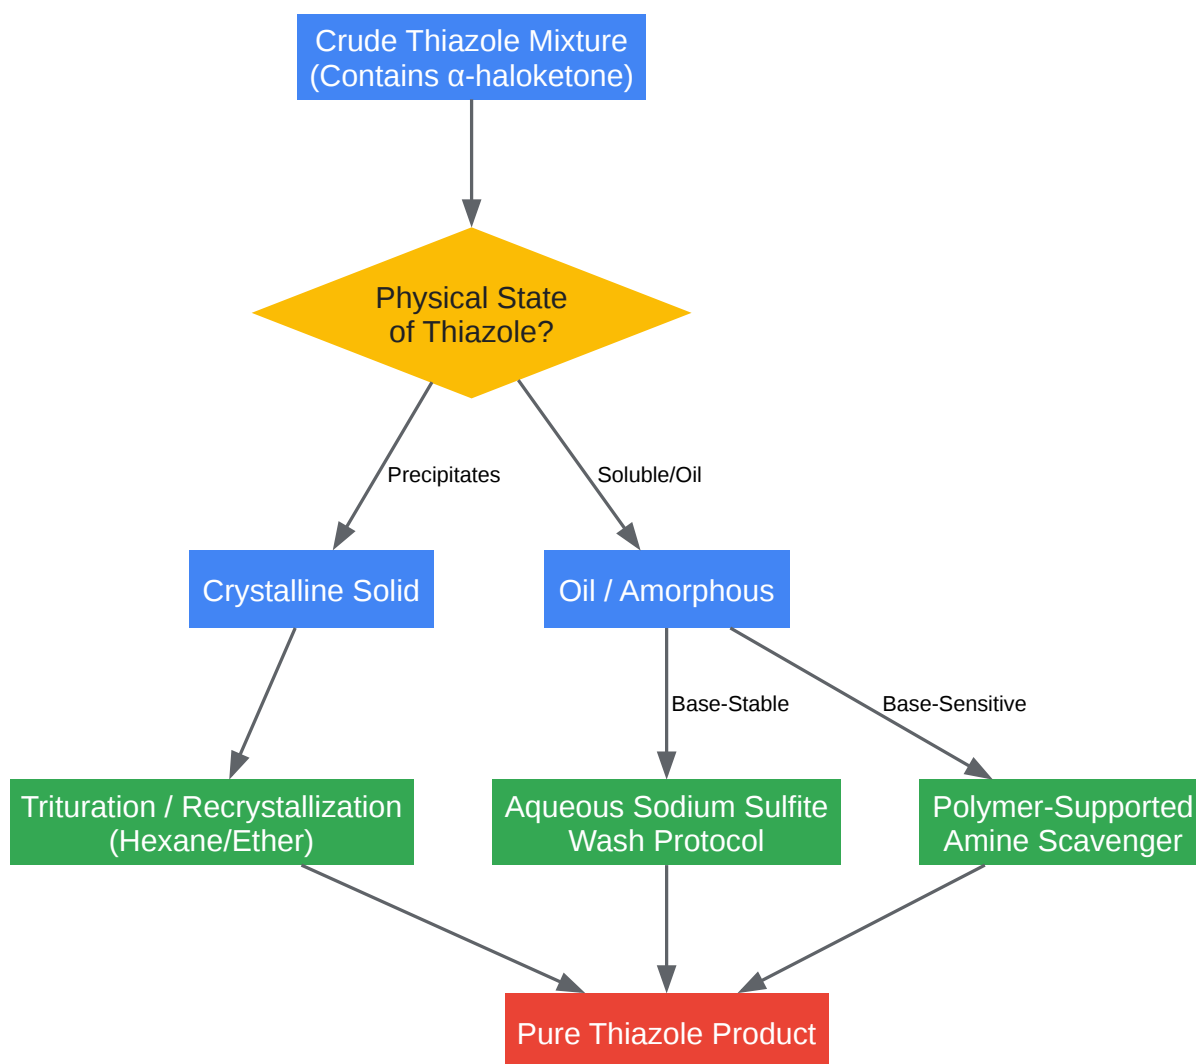 Crude Thiazole Mixture
(Contains α-haloketone)
Physical State
of Thiazole?
Precipitates
Soluble/Oil
Crystalline Solid
Oil / Amorphous
Base-Stable
Base-Sensitive
Trituration / Recrystallization
(Hexane/Ether)
Aqueous Sodium Sulfite
Wash Protocol
Polymer-Supported
Amine Scavenger
Pure Thiazole Product